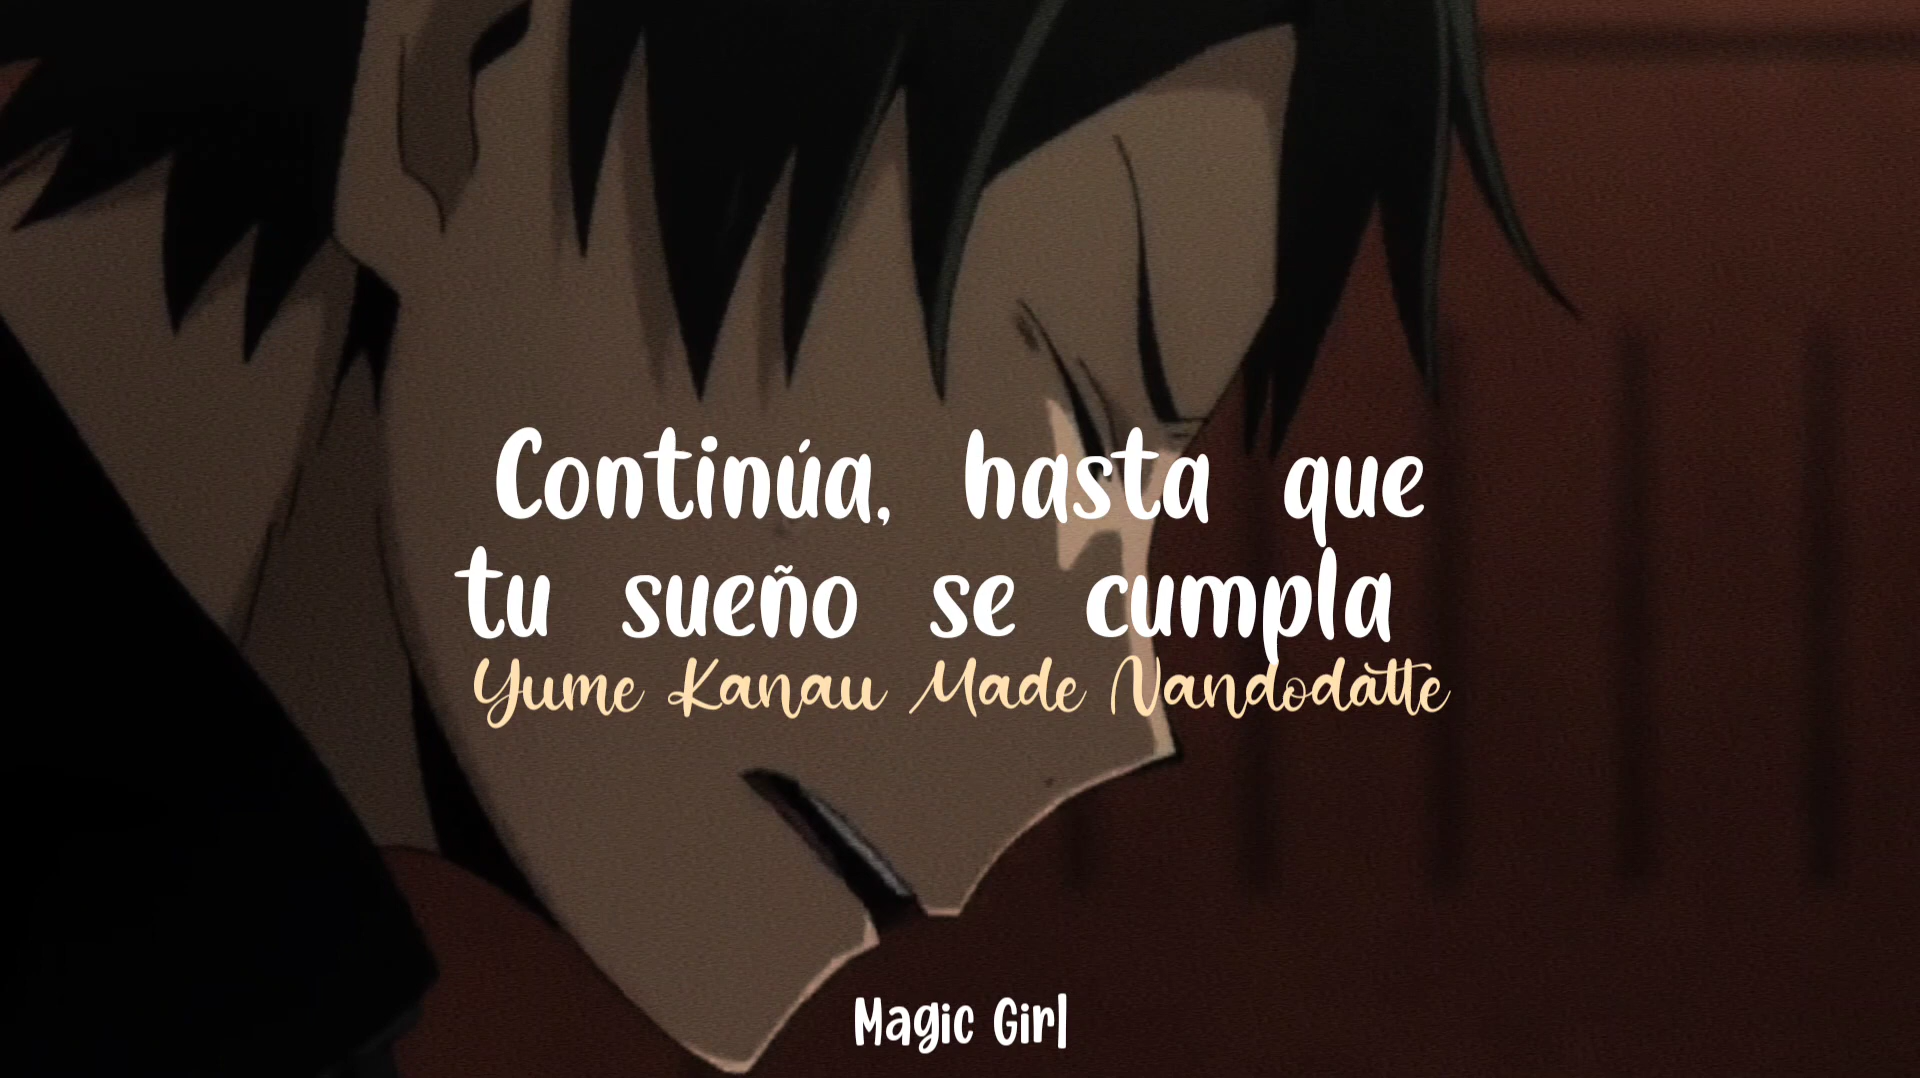 Continúa, hasta que
tu sueño se cumpla
Yume Kanau Made Nandodatte
Magic Girl